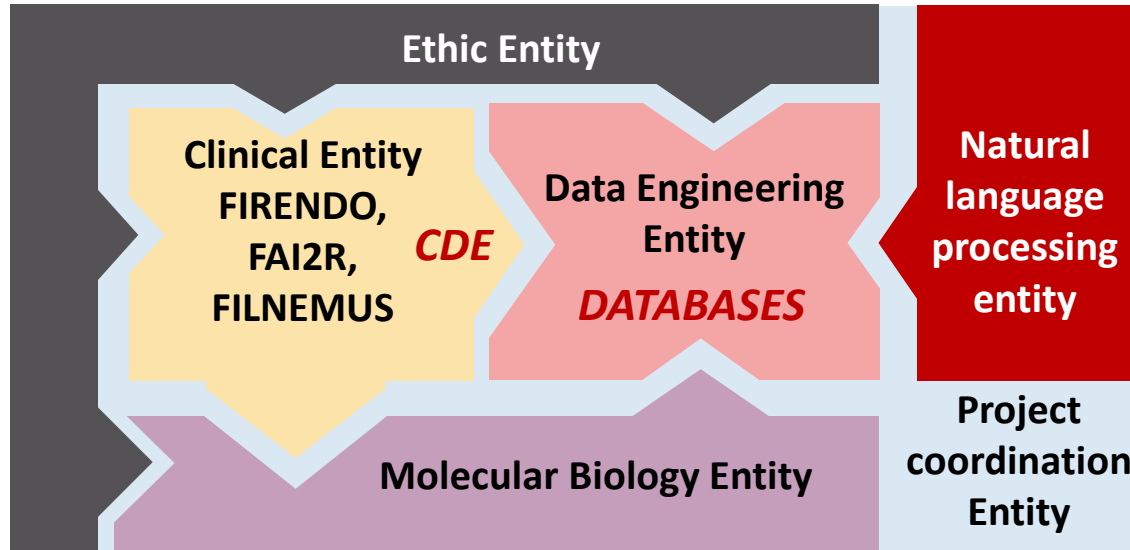 Ethic Entity
Clinical Entity
FIRENDO,
FAI2R,
FILNEMUS
CDE
Data Engineering
Entity
DATABASES
Natural
language
processing
entity
Molecular Biology Entity
Project
coordination
Entity